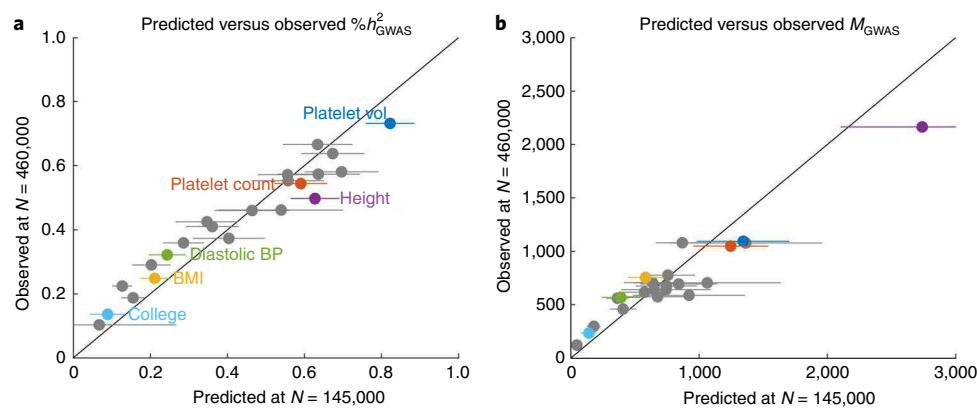 a
Predicted versus observed %h²GWAS
1.0
0.8
0.6
0.4
0.2
0
0
0.2
0.4
0.6
0.8
1.0
Observed at N = 460,000
Predicted at N = 145,000
Platelet vol
Platelet count
Height
Diastolic BP
BMI
College
b
Predicted versus observed MGWAS
3,000
2,500
2,000
1,500
1,000
500
0
0
1,000
2,000
3,000
Observed at N = 460,000
Predicted at N = 145,000